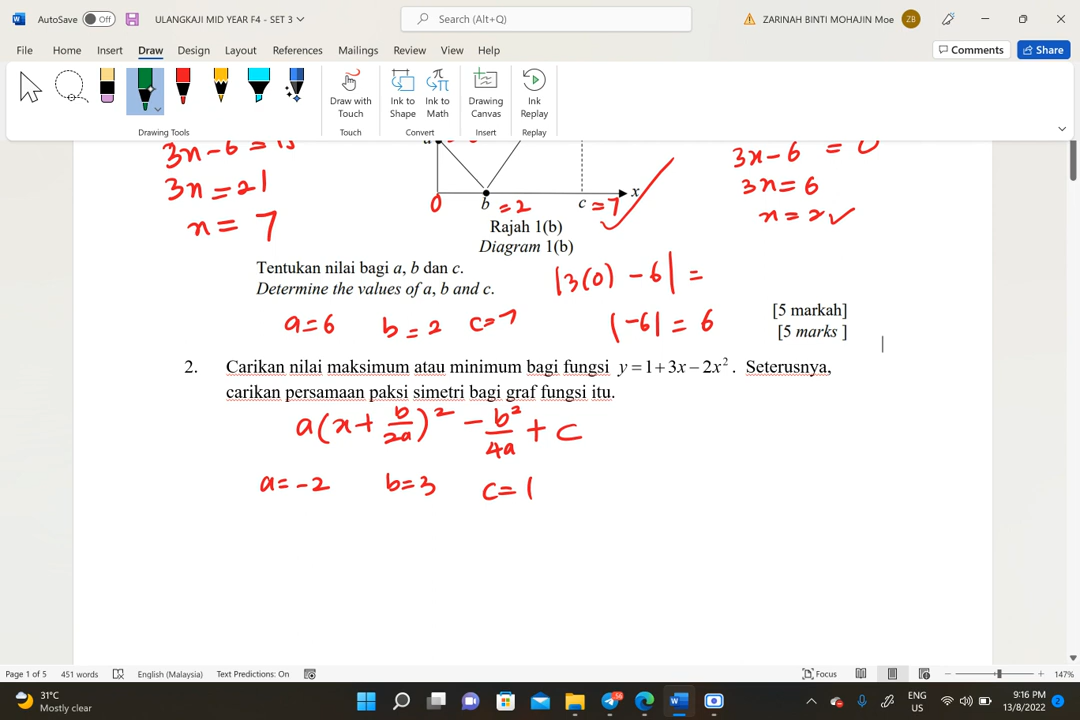 AutoSave Off ULANGKAJI MID YEAR F4 - SET 3 Search (Alt+Q) ZARINAH BINTI MOHAJIN Moe ZB
File Home Insert Draw Design Layout References Mailings Review View Help Comments Share
Draw with Touch Ink to Shape Ink to Math Drawing Canvas Ink Replay
Drawing Tools Touch Convert Insert Replay
3x-6 = 15
3x = 21
x = 7
3x-6 = 0
3x = 6
x = 2 ✓
0 b = 2 c = 7 x
Rajah 1(b)
Diagram 1(b)
Tentukan nilai bagi a, b dan c.
Determine the values of a, b and c.
|3(0) - 6| =
|-6| = 6
a = 6 b = 2 c = 7
[5 markah]
[5 marks ]
2. Carikan nilai maksimum atau minimum bagi fungsi y = 1 + 3x − 2x². Seterusnya,
carikan persamaan paksi simetri bagi graf fungsi itu.
a(x + b/2a)² - b²/4a + c
a = -2 b = 3 c = 1
Page 1 of 5 451 words English (Malaysia) Text Predictions: On Focus 147%
31°C
Mostly clear
ENG
US
9:16 PM
13/8/2022
2